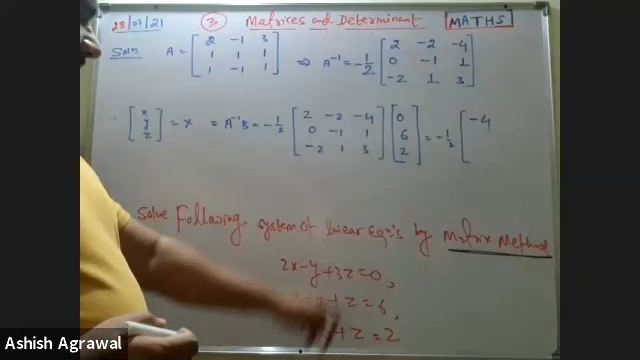 28/07/21 3 Matrices and Determinant MATHS
Soln A = [ 2 -1 3 ; 1 1 1 ; 1 -1 1 ] ⇒ A⁻¹ = -1/2 [ 2 -2 -4 ; 0 -1 1 ; -2 1 3 ]
[ x ; y ; z ] = X = A⁻¹B = -1/2 [ 2 -2 -4 ; 0 -1 1 ; -2 1 3 ] [ 0 ; 6 ; 2 ] = -1/2 [ -4
Solve Following system of linear Eqn's by Matrix Method
2x-y+3z=0,
+z=6,
+z=2
Ashish Agrawal